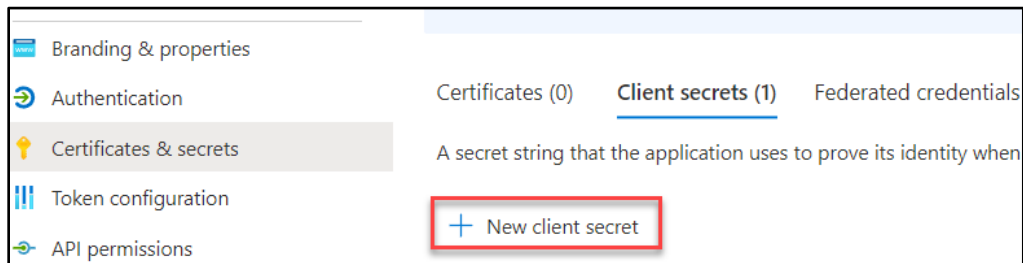 www
Branding & properties
Authentication
Certificates & secrets
Token configuration
API permissions
Certificates (0) Client secrets (1) Federated credentials
A secret string that the application uses to prove its identity when
+ New client secret